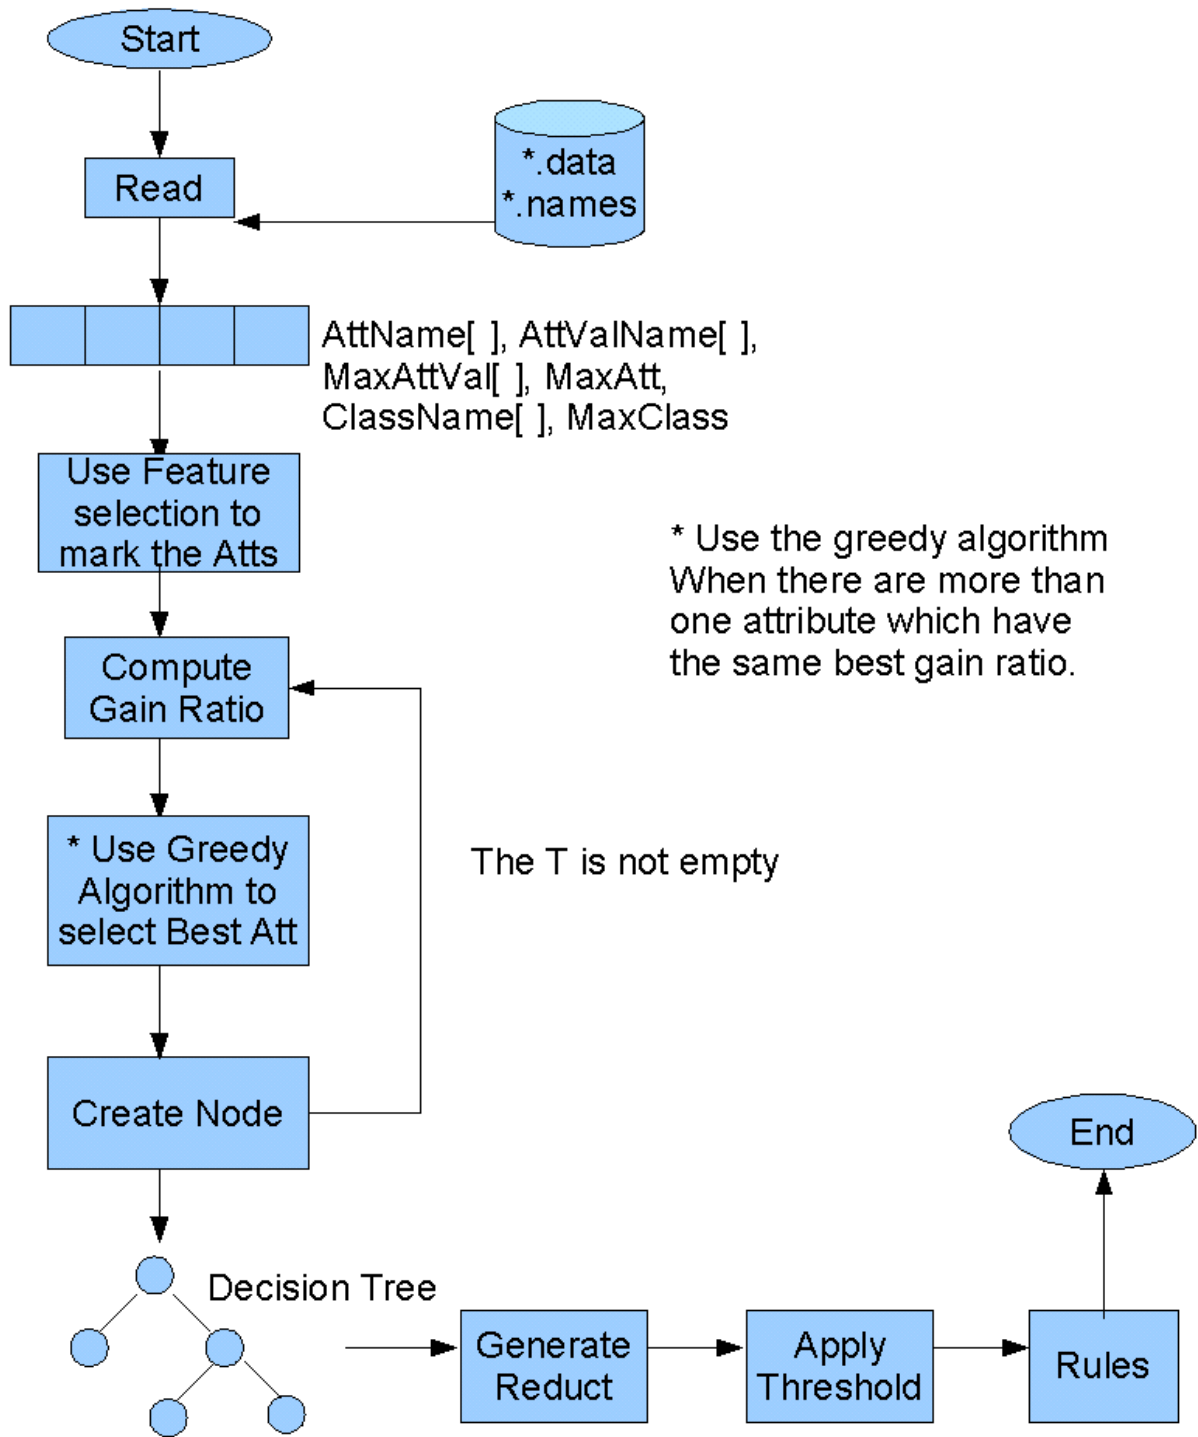 Start
Read
*.data
*.names
AttName[ ], AttValName[ ],
MaxAttVal[ ], MaxAtt,
ClassName[ ], MaxClass
Use Feature
selection to
mark the Atts
* Use the greedy algorithm
When there are more than
one attribute which have
the same best gain ratio.
Compute
Gain Ratio
* Use Greedy
Algorithm to
select Best Att
The T is not empty
Create Node
Decision Tree
Generate
Reduct
Apply
Threshold
Rules
End